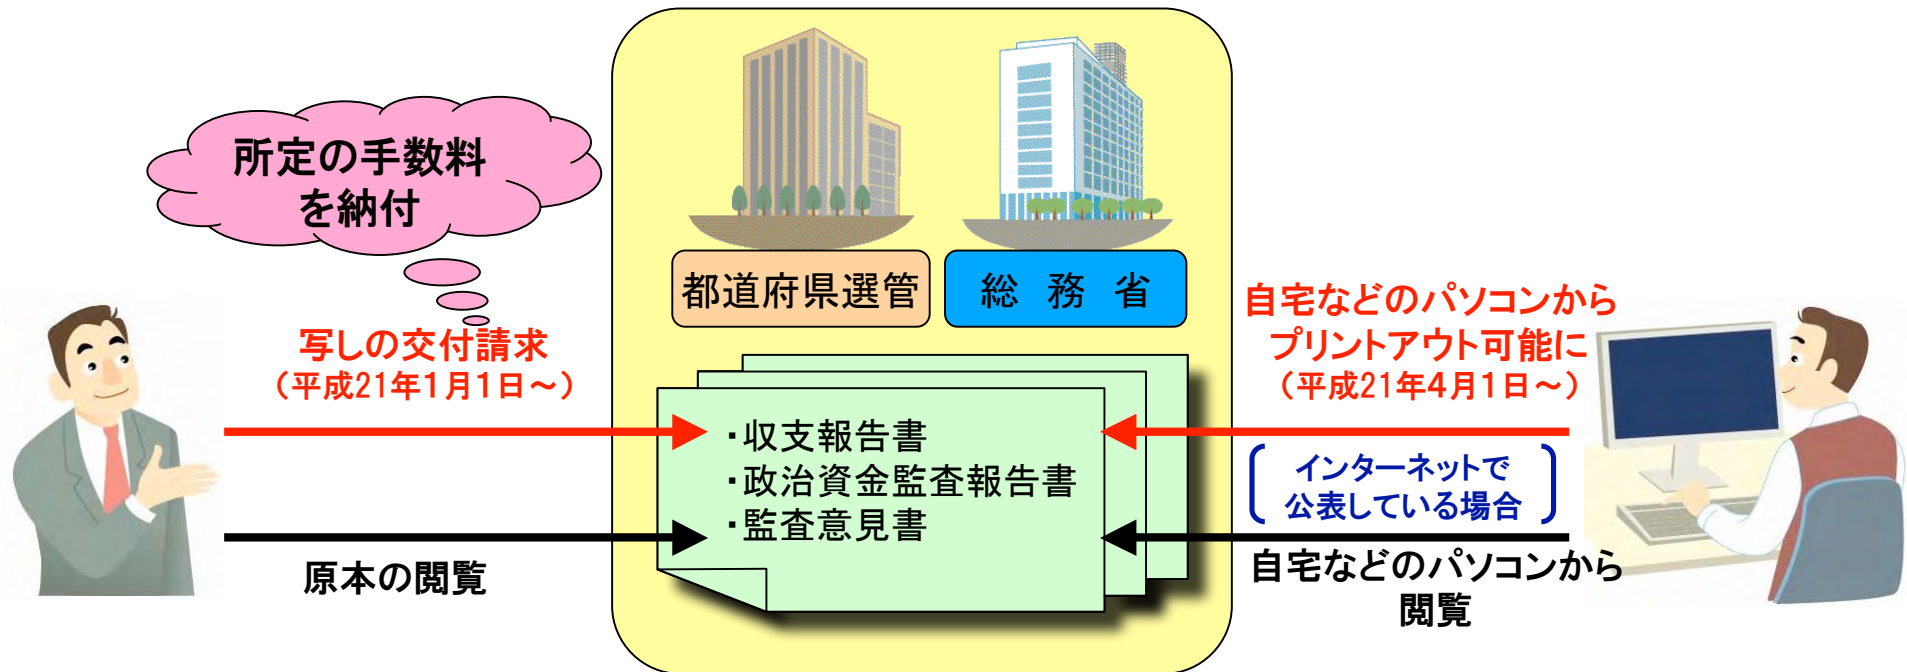 所定の手数料
を納付
都道府県選管
総務省
写しの交付請求
（平成21年1月1日～）
自宅などのパソコンから
プリントアウト可能に
（平成21年4月1日～）
・収支報告書
・政治資金監査報告書
・監査意見書
インターネットで
公表している場合
原本の閲覧
自宅などのパソコンから
閲覧